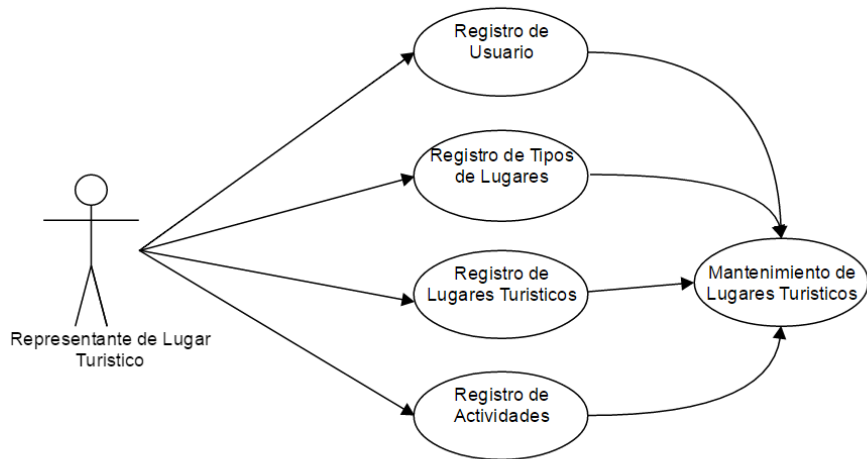 Registro de
Usuario
Registro de Tipos
de Lugares
Registro de
Lugares Turisticos
Mantenimiento de
Lugares Turisticos
Representante de Lugar
Turistico
Registro de
Actividades